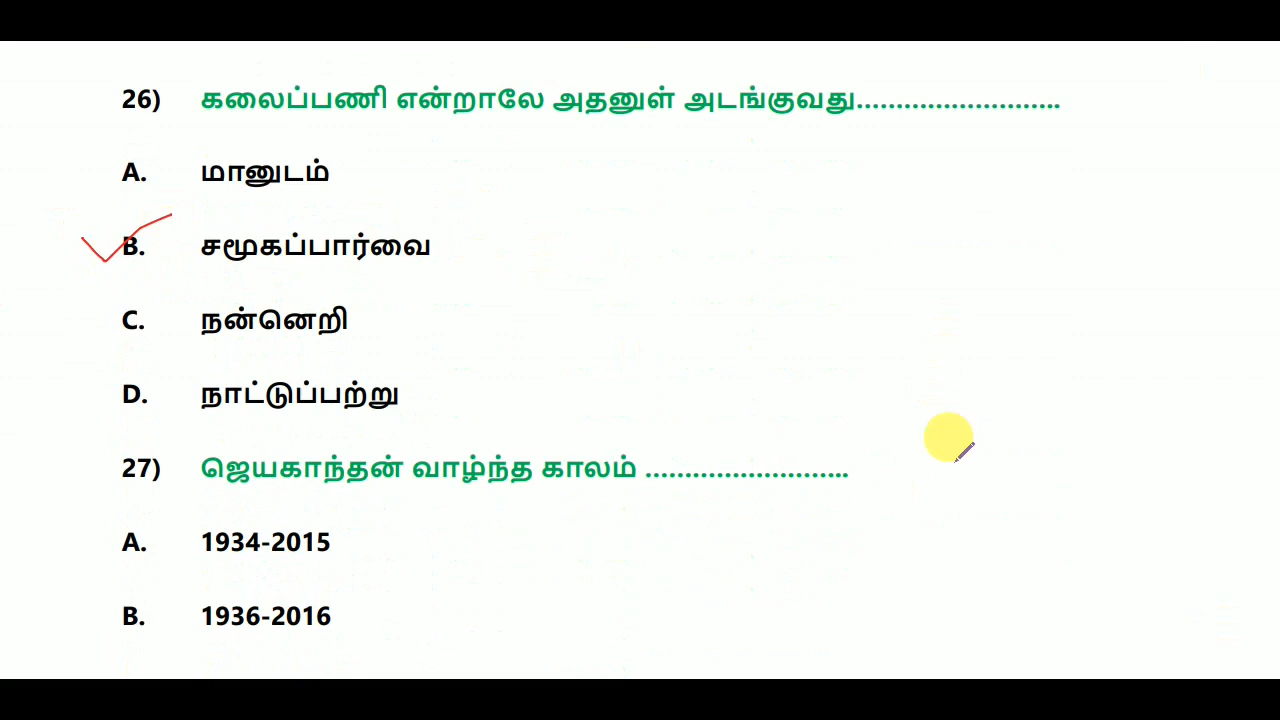 26) கலைப்பணி என்றாலே அதனுள் அடங்குவது.........................
A. மானுடம்
B. சமூகப்பார்வை
C. நன்னெறி
D. நாட்டுப்பற்று
27) ஜெயகாந்தன் வாழ்ந்த காலம் .........................
A. 1934-2015
B. 1936-2016